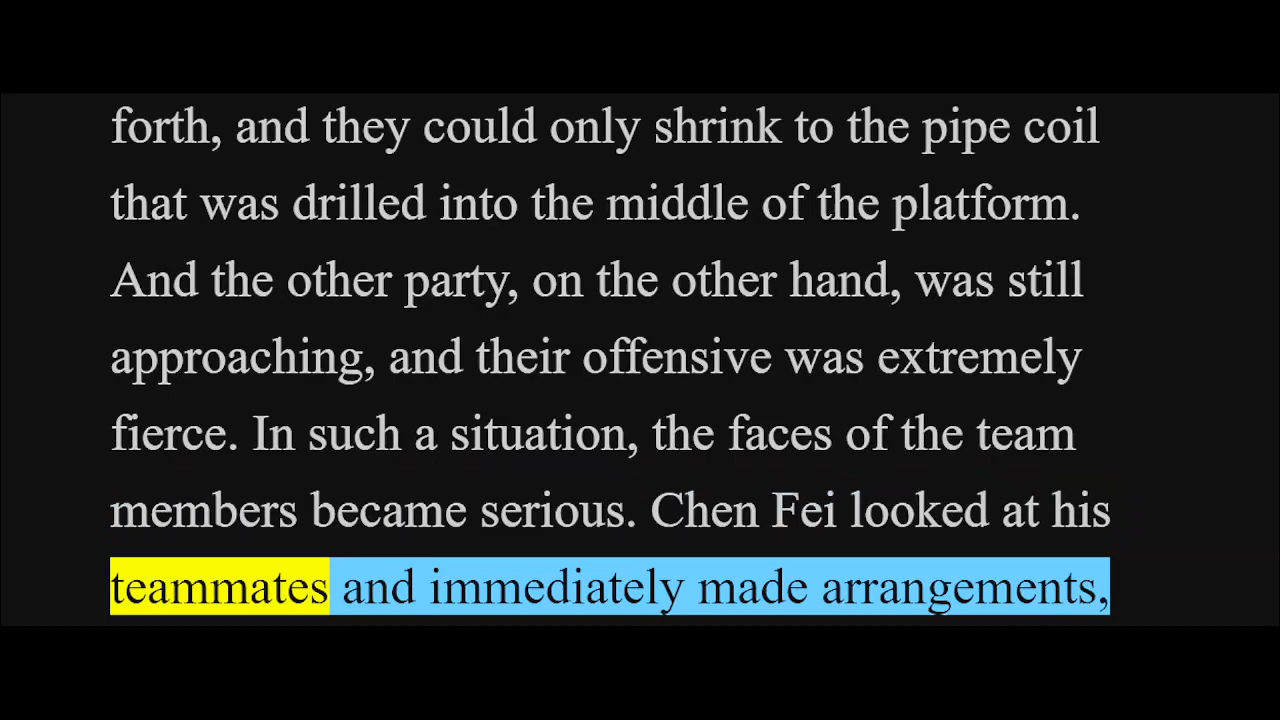 forth, and they could only shrink to the pipe coil
that was drilled into the middle of the platform.
And the other party, on the other hand, was still
approaching, and their offensive was extremely
fierce. In such a situation, the faces of the team
members became serious. Chen Fei looked at his
teammates and immediately made arrangements,